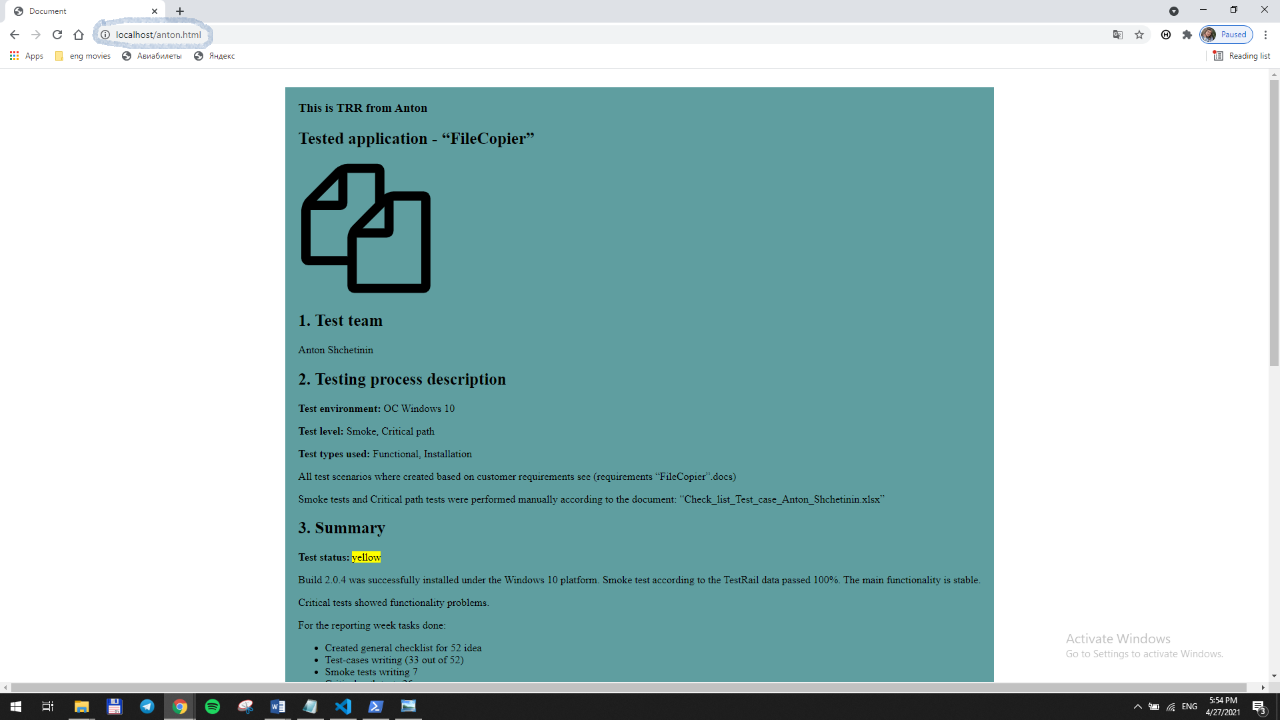 Document
localhost/anton.html
Paused
Apps
eng movies
Авиабилеты
Яндекс
Reading list
This is TRR from Anton
Tested application - “FileCopier”
1. Test team
Anton Shchetinin
2. Testing process description
Test environment: OC Windows 10
Test level: Smoke, Critical path
Test types used: Functional, Installation
All test scenarios where created based on customer requirements see (requirements “FileCopier”.docs)
Smoke tests and Critical path tests were performed manually according to the document: “Check_list_Test_case_Anton_Shchetinin.xlsx”
3. Summary
Test status: yellow
Build 2.0.4 was successfully installed under the Windows 10 platform. Smoke test according to the TestRail data passed 100%. The main functionality is stable.
Critical tests showed functionality problems.
For the reporting week tasks done:
Created general checklist for 52 idea
Test-cases writing (33 out of 52)
Smoke tests writing 7
Activate Windows
Go to Settings to activate Windows.
ENG
5:54 PM
4/27/2021
3